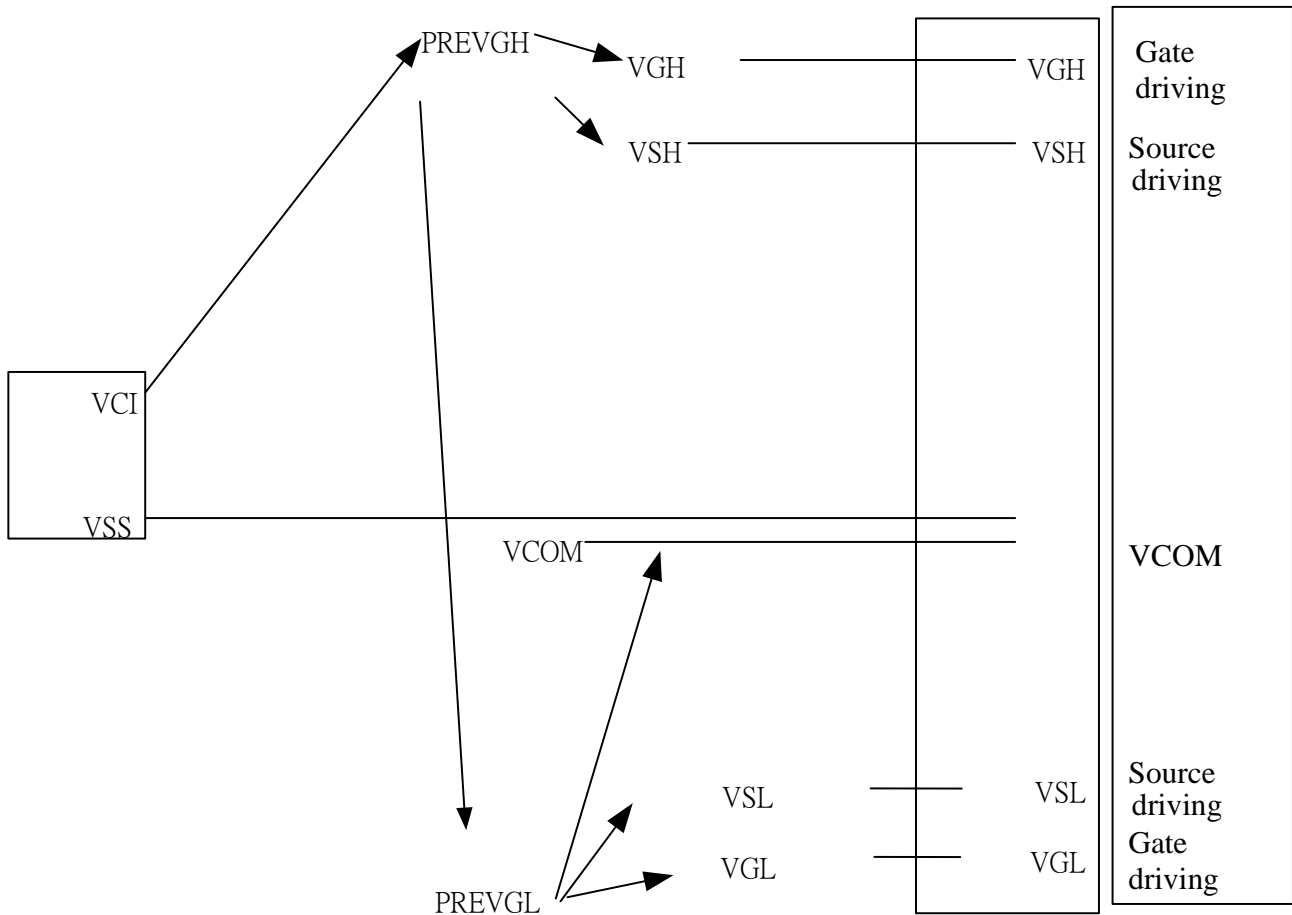 PREVGH
VGH
VGH
Gate
driving
VSH
VSH
Source
driving
VCI
VSS
VCOM
VCOM
VSL
VSL
Source
driving
VGL
VGL
Gate
driving
PREVGL